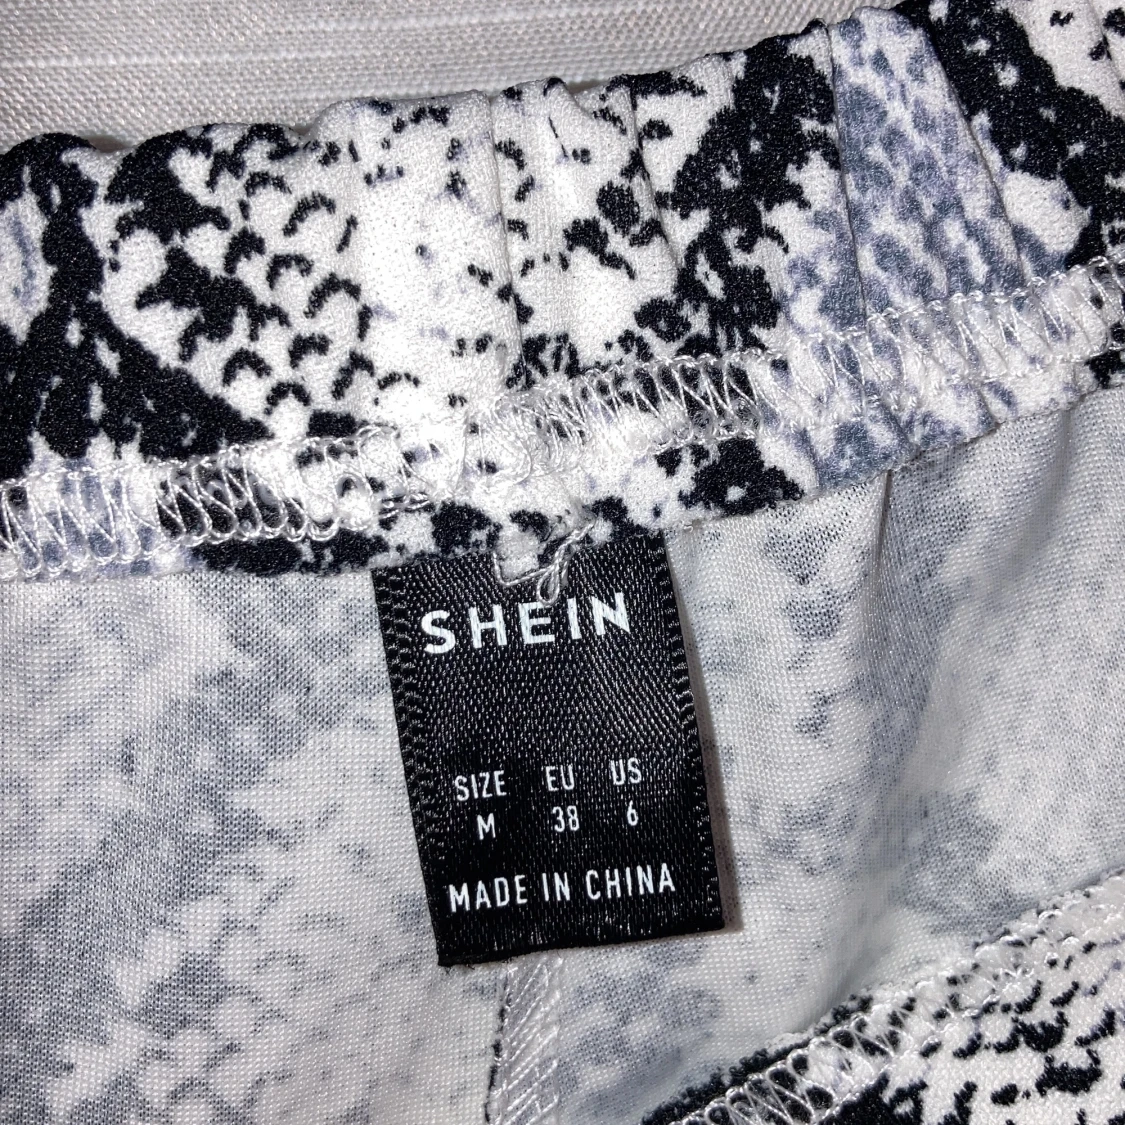 SHEIN
SIZE EU US
M 38 6
MADE IN CHINA